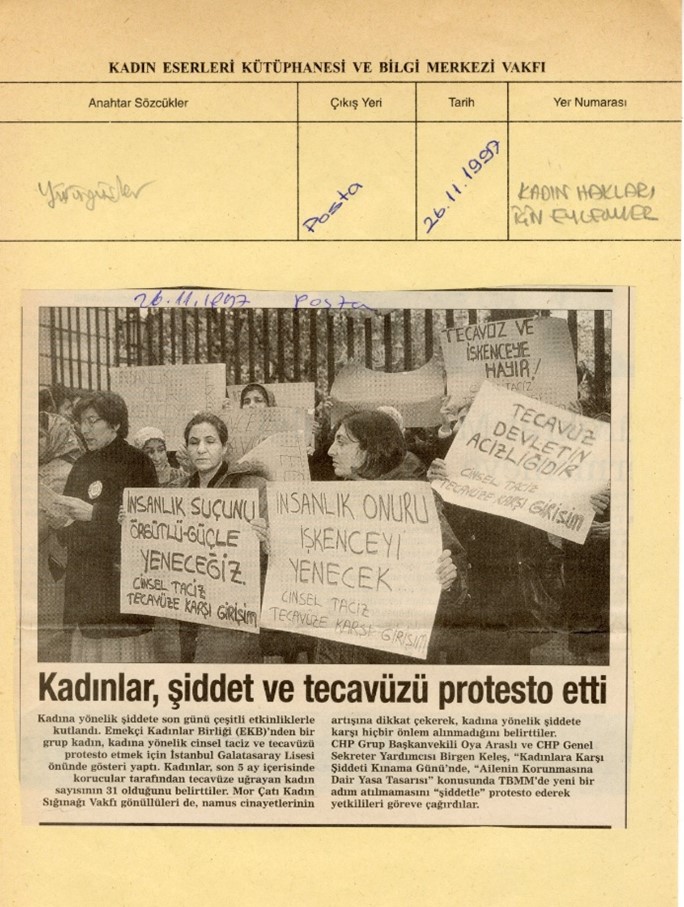 KADIN ESERLERİ KÜTÜPHANESİ VE BİLGİ MERKEZİ VAKFI
Anahtar Sözcükler
Çıkış Yeri
Tarih
Yer Numarası
Posta
26.11.1997
KADIN HAKLARI
İÇİN EYLEMLER
26.11.1997 Posta
TECAVÜZ VE
İŞKENCEYE
HAYIR!
TACİZ
TECAVÜZ
DEVLETİN
ACİZLİĞİDİR
CİNSEL TACİZ
TECAVÜZE KARŞI GİRİŞİM
İNSANLIK SUÇUNU
ÖRGÜTLÜ-GÜÇLE
YENECEĞİZ.
CİNSEL TACİZ
TECAVÜZE KARŞI GİRİŞİM
İNSANLIK ONURU
İŞKENCEYİ
YENECEK...
CİNSEL TACİZ
TECAVÜZE KARŞI GİRİŞİM
Kadınlar, şiddet ve tecavüzü protesto etti
Kadına yönelik şiddete son günü çeşitli etkinliklerle
kutlandı. Emekçi Kadınlar Birliği (EKB)'nden bir
grup kadın, kadına yönelik cinsel taciz ve tecavüzü
protesto etmek için İstanbul Galatasaray Lisesi
önünde gösteri yaptı. Kadınlar, son 5 ay içerisinde
korucular tarafından tecavüze uğrayan kadın
sayısının 31 olduğunu belirttiler. Mor Çatı Kadın
Sığınağı Vakfı gönüllüleri de, namus cinayetlerinin
artışına dikkat çekerek, kadına yönelik şiddete
karşı hiçbir önlem alınmadığını belirttiler.
CHP Grup Başkanvekili Oya Araslı ve CHP Genel
Sekreter Yardımcısı Birgen Keleş, "Kadınlara Karşı
Şiddeti Kınama Günü'nde, "Ailenin Korunmasına
Dair Yasa Tasarısı" konusunda TBMM'de yeni bir
adım atılmamasını "şiddetle" protesto ederek
yetkilileri göreve çağırdılar.